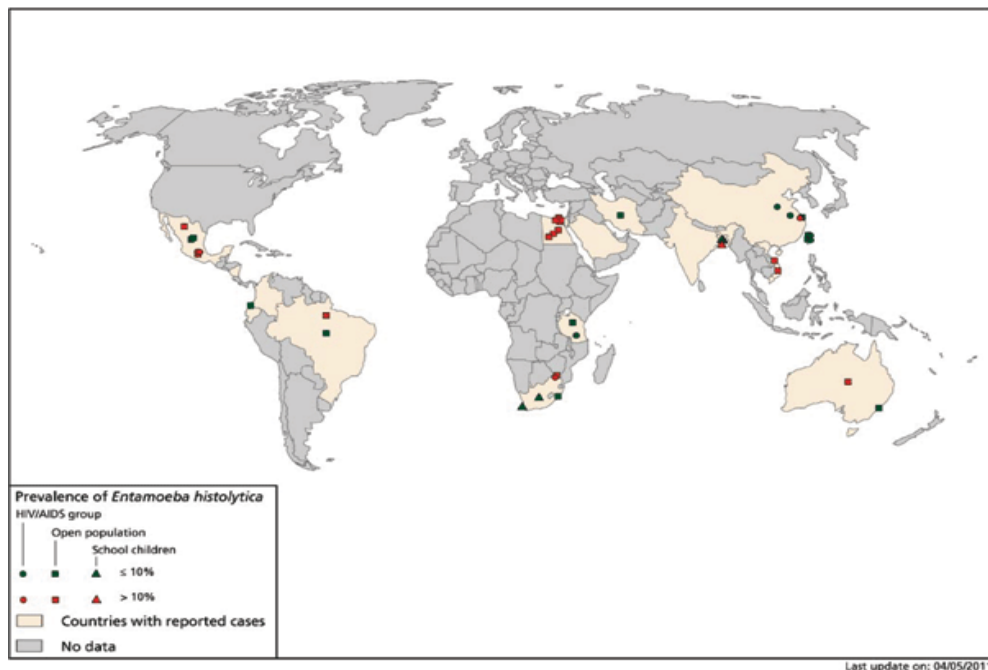 Prevalence of Entamoeba histolytica
HIV/AIDS group
Open population
School children
≤ 10%
> 10%
Countries with reported cases
No data
Last update on: 04/05/201